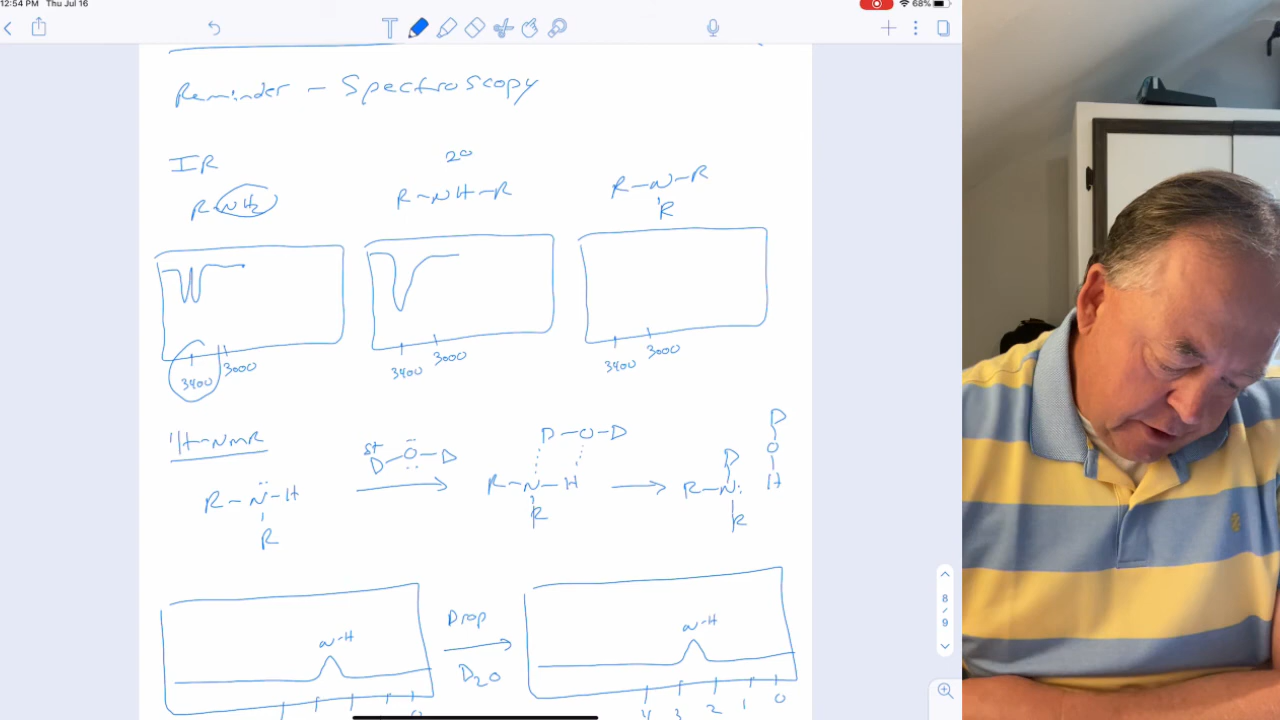 12:54 PM Thu Jul 16
68%
T
Reminder - Spectroscopy
IR
2°
R-NH2
R-NH-R
R-N-R
R
3400 3000
3400 3000
3400 3000
1H-NMR
D-O-D
D-O-D
D
O
H
R-N-H
R
R-N-H
R
D
R-N:
R
N-H
Drop
D2O
N-H
4 3 2 1 0
0
8
/
9